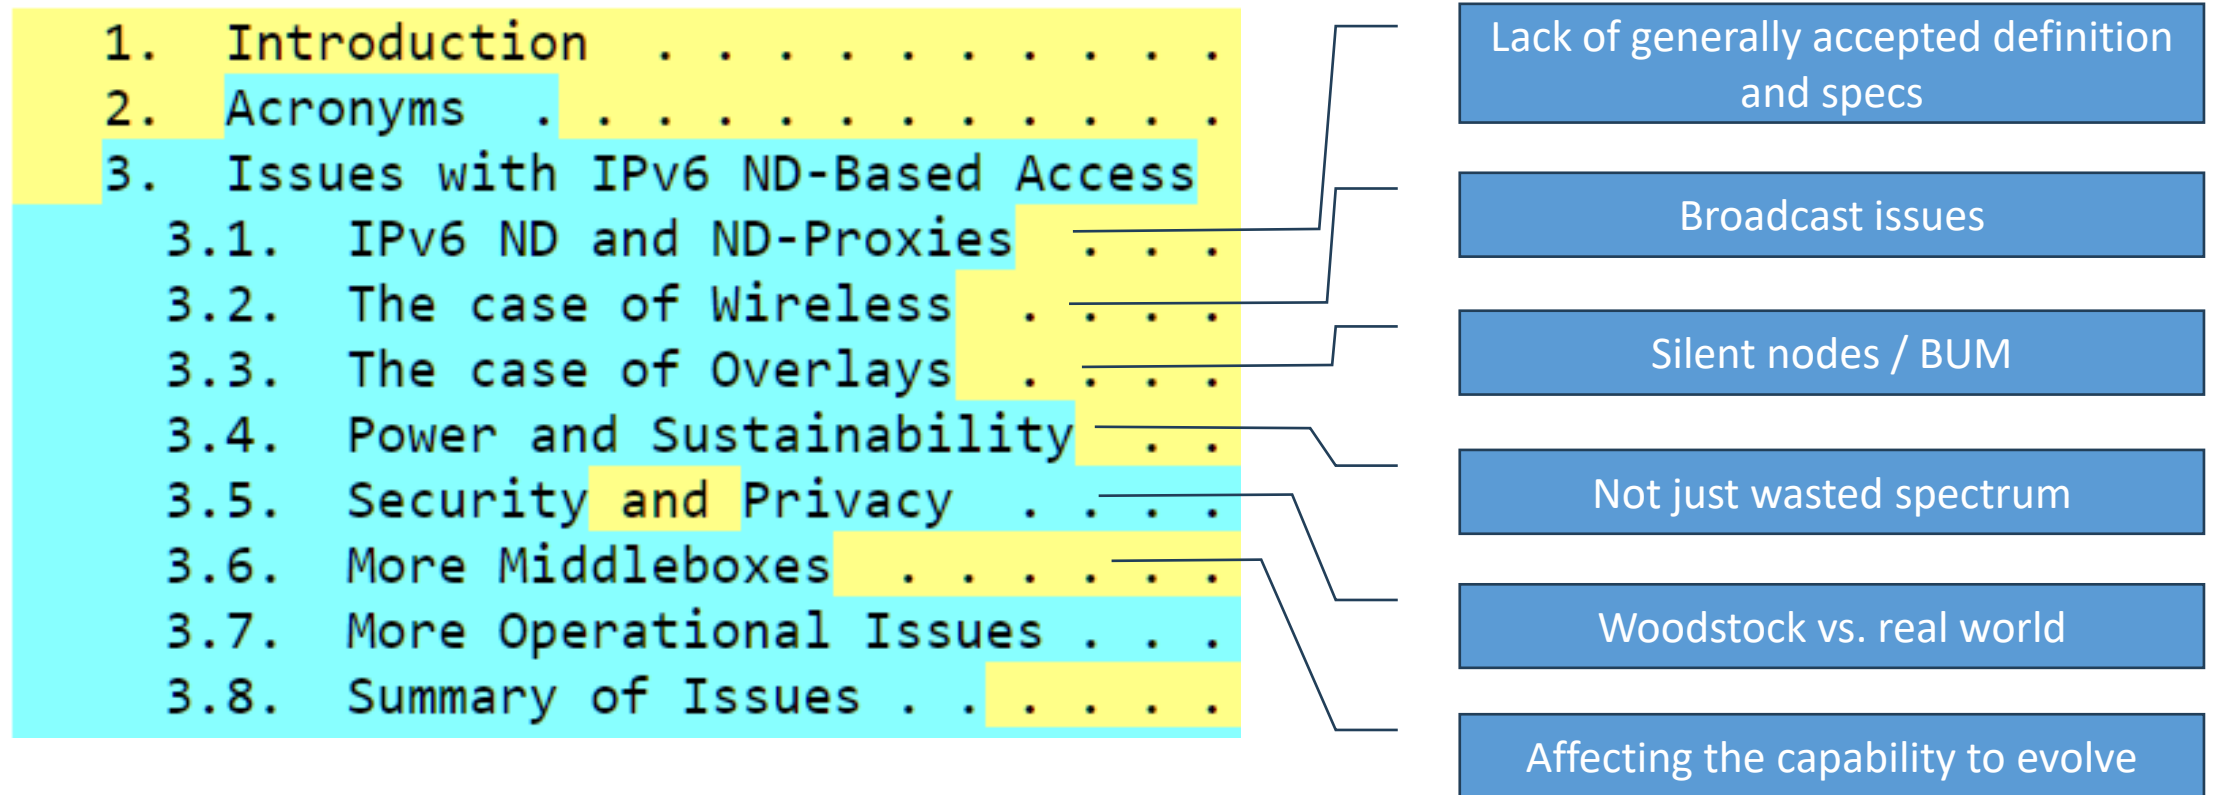 1. Introduction . . . . . . . . . .
2. Acronyms . . . . . . . . . . . .
3. Issues with IPv6 ND-Based Access
3.1. IPv6 ND and ND-Proxies . . .
3.2. The case of Wireless . . . .
3.3. The case of Overlays . . . .
3.4. Power and Sustainability . .
3.5. Security and Privacy . . . .
3.6. More Middleboxes . . . . . .
3.7. More Operational Issues . . .
3.8. Summary of Issues . . . . . .
Lack of generally accepted definition
and specs
Broadcast issues
Silent nodes / BUM
Not just wasted spectrum
Woodstock vs. real world
Affecting the capability to evolve